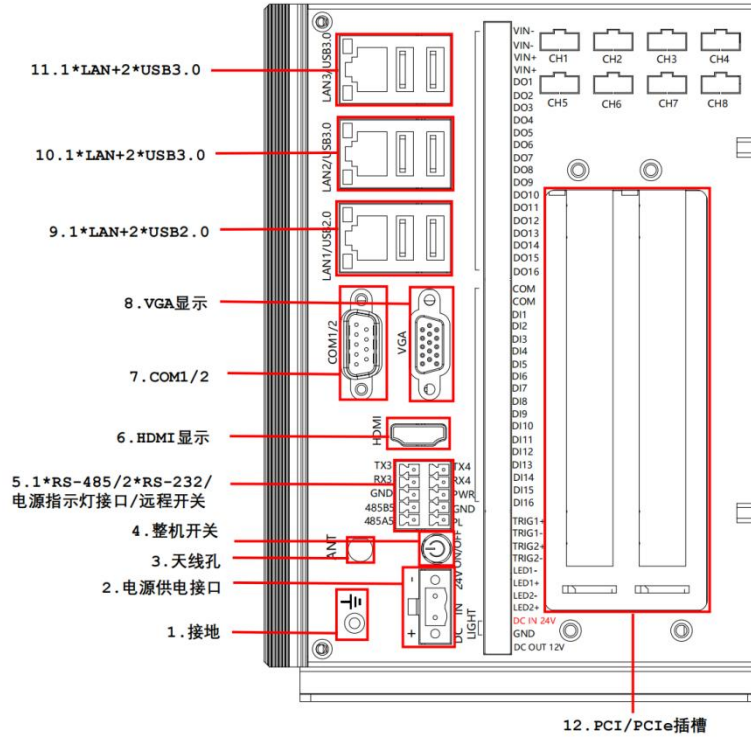 11.1*LAN+2*USB3.0
LAN3/USB3.0
10.1*LAN+2*USB3.0
LAN2/USB3.0
9.1*LAN+2*USB2.0
LAN1/USB2.0
8.VGA显示
VGA
7.COM1/2
COM1/2
6.HDMI显示
HDMI
5.1*RS-485/2*RS-232/
电源指示灯接口/远程开关
TX3 TX4
RX3 RX4
GND PWR
485B5 GND
485A5 PL
4.整机开关
ON/OFF
3.天线孔
ANT
2.电源供电接口
- 24V
+ DC IN
LIGHT
1.接地
VIN-
VIN-
VIN+
VIN+
DO1
DO2
DO3
DO4
DO5
DO6
DO7
DO8
DO9
DO10
DO11
DO12
DO13
DO14
DO15
DO16
COM
COM
DI1
DI2
DI3
DI4
DI5
DI6
DI7
DI8
DI9
DI10
DI11
DI12
DI13
DI14
DI15
DI16
TRIG1+
TRIG1-
TRIG2+
TRIG2-
LED1-
LED1+
LED2-
LED2+
DC IN 24V
GND
DC OUT 12V
CH1 CH2 CH3 CH4
CH5 CH6 CH7 CH8
12.PCI/PCIe插槽